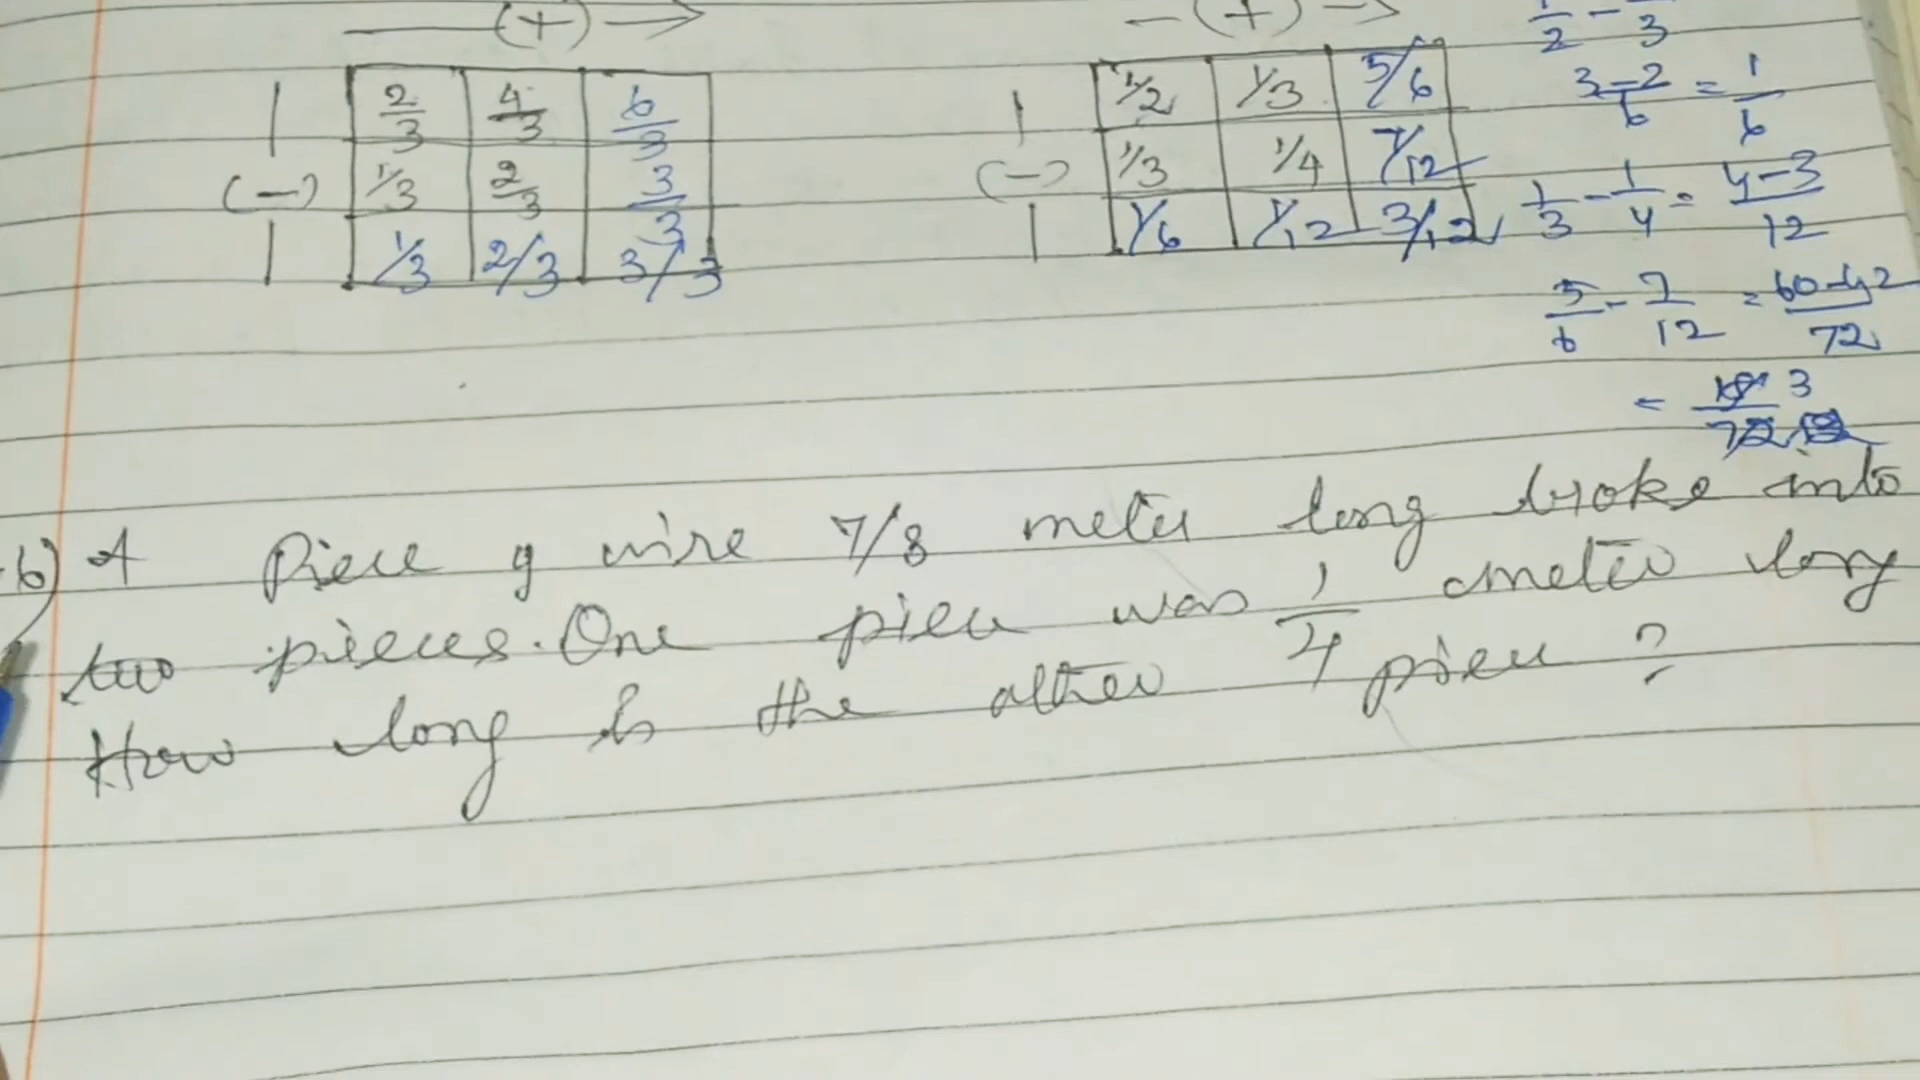 (+) →
2/3 4/3 6/3
(-) 1/3 2/3 3/3
1/3 2/3 3/3
- (+) →
1/2 1/3 5/6
(-) 1/3 1/4 7/12
1/6 1/12 3/12
3-2/6 = 1/6
1/3 - 1/4 = 4-3/12
5/6 - 7/12 = 60-42/72
= 3
6) A Piece of wire 7/8 meter long broke into
two pieces. One piece was 1/4 meter long
How long is the other piece?